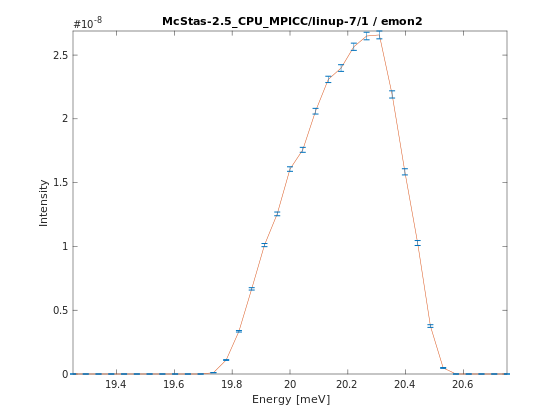 McStas-2.5_CPU_MPICC/linup-7/1 / emon2
#10-8
2.5
2
1.5
1
0.5
0
19.4 19.6 19.8 20 20.2 20.4 20.6
Intensity
Energy [meV]